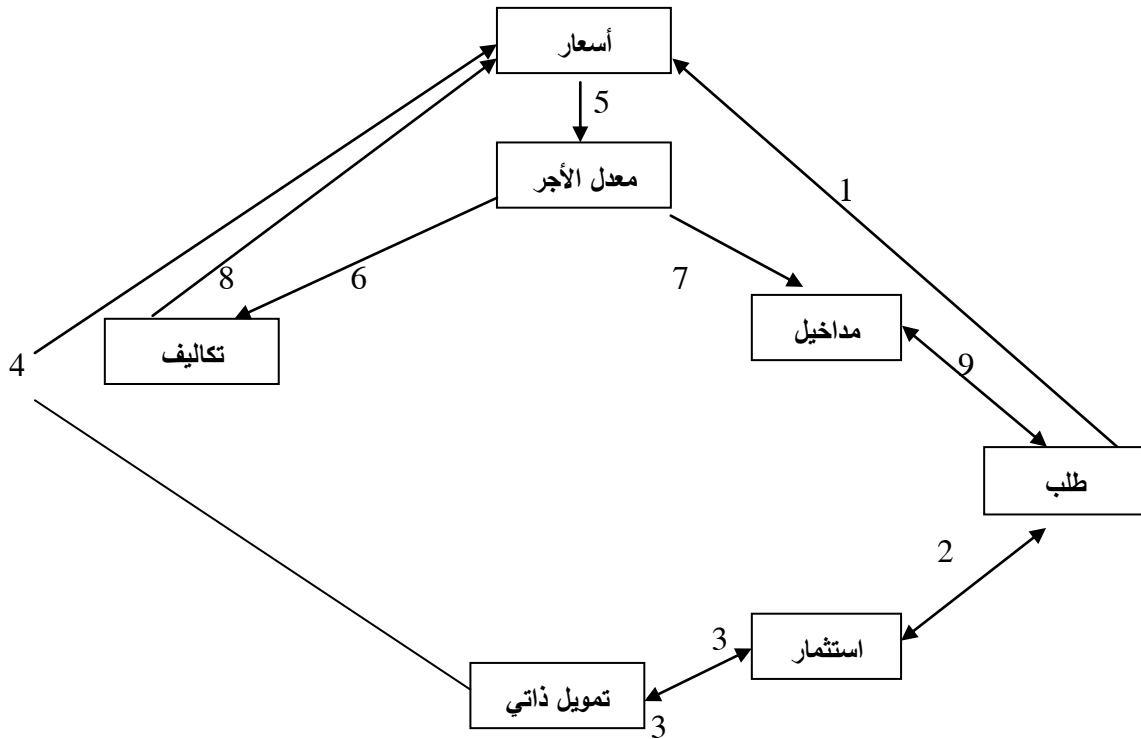 أسعار
5
معدل الأجر
1
8
6
7
مداخيل
تكاليف
4
9
طلب
2
استثمار
3
تمويل ذاتي
3